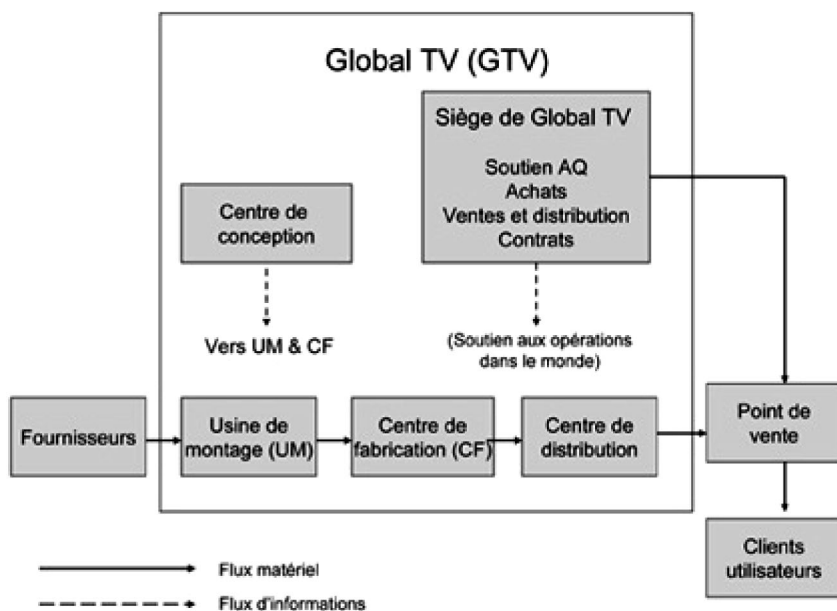 Global TV (GTV)
Siège de Global TV
Soutien AQ
Achats
Ventes et distribution
Contrats
Centre de
conception
Vers UM & CF
(Soutien aux opérations
dans le monde)
Fournisseurs
Usine de
montage (UM)
Centre de
fabrication (CF)
Centre de
distribution
Point de
vente
Clients
utilisateurs
Flux matériel
Flux d'informations